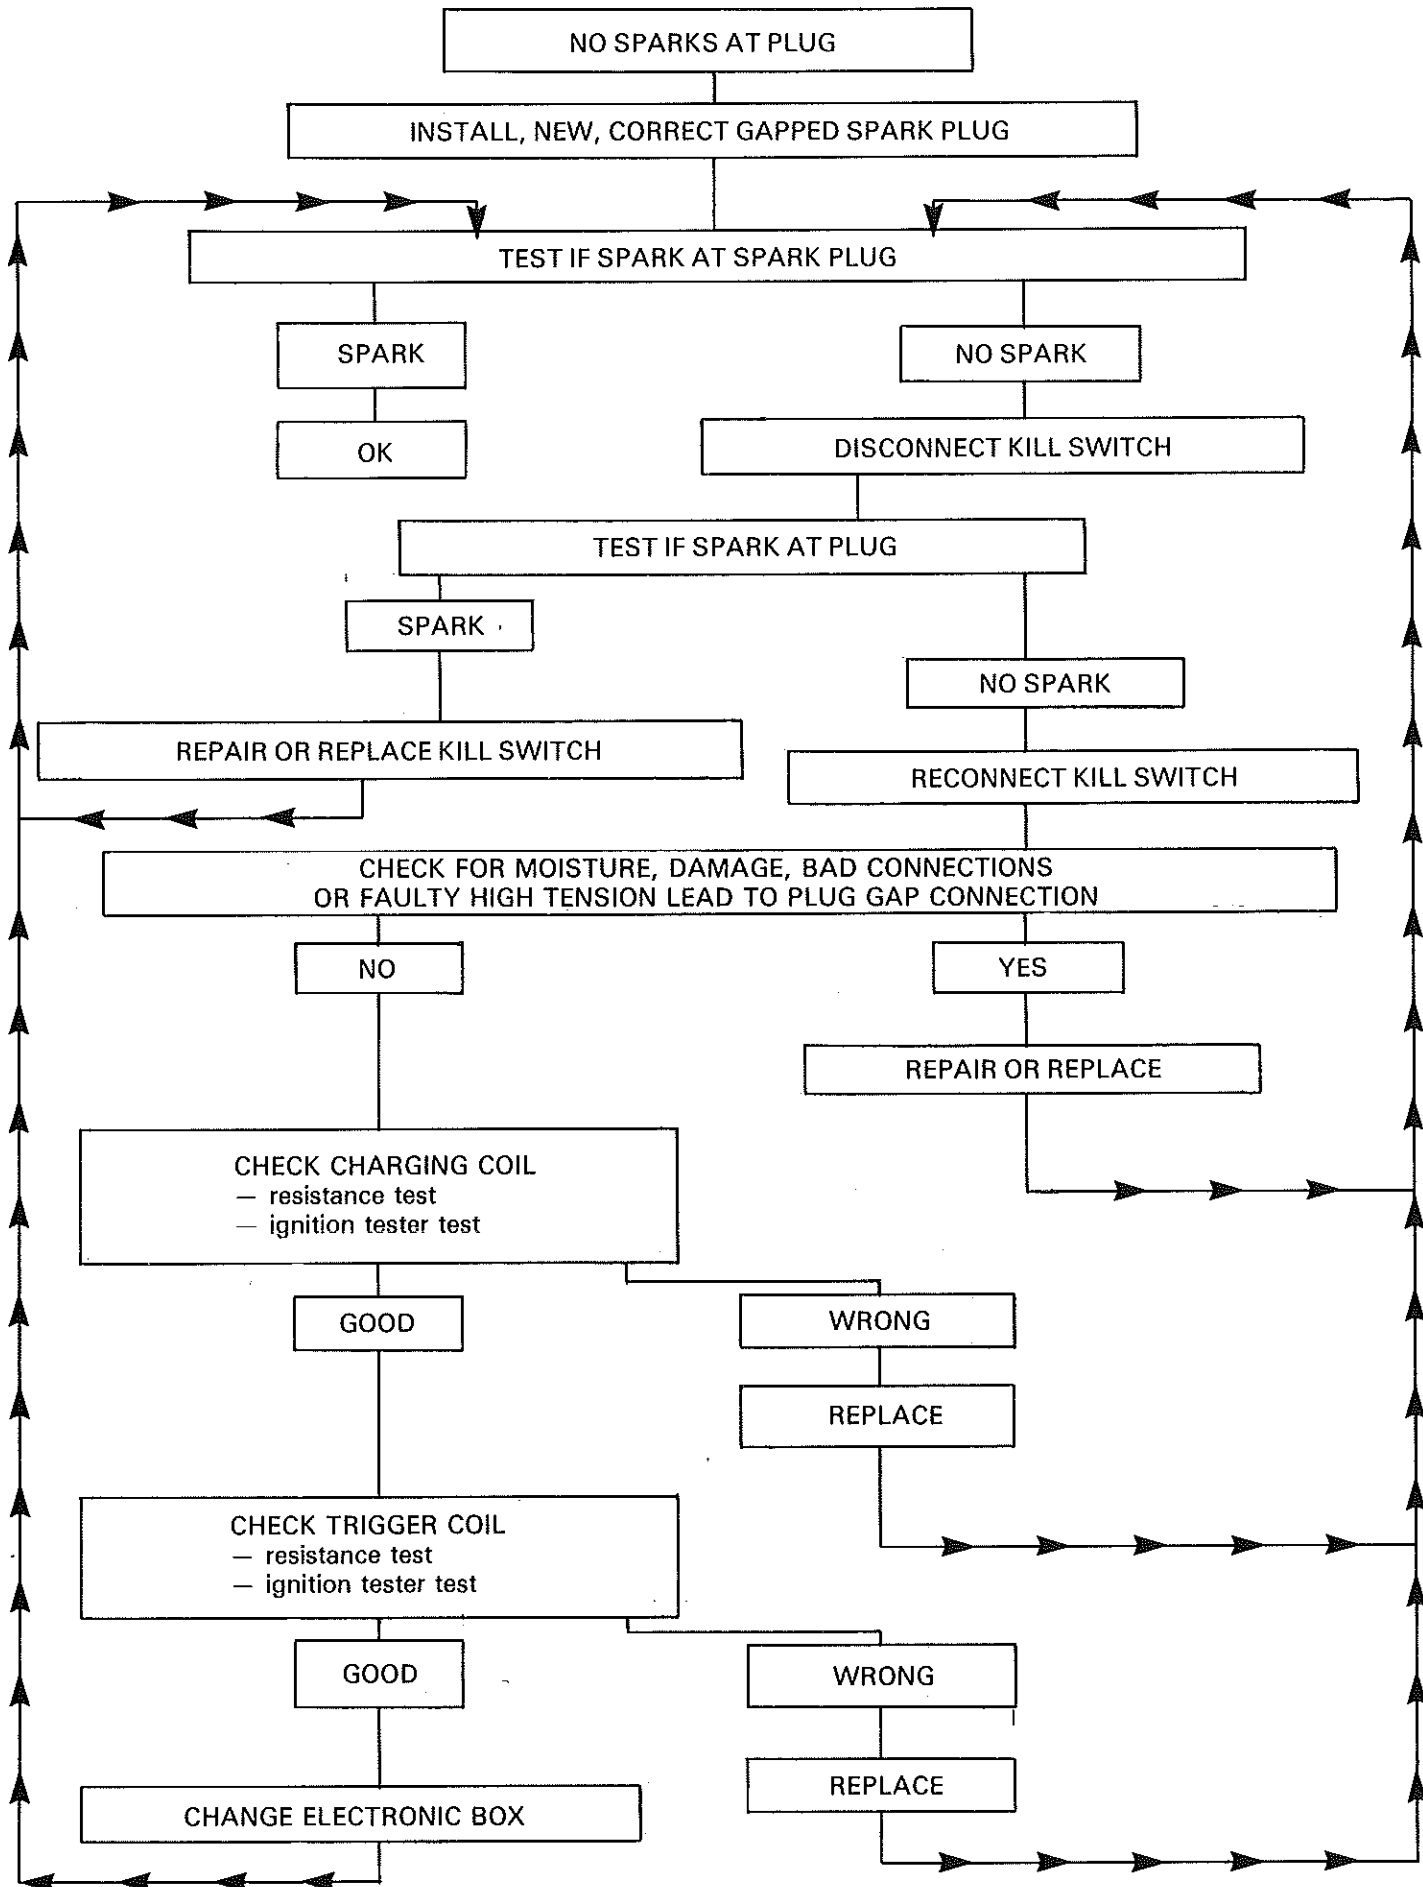 NO SPARKS AT PLUG
INSTALL, NEW, CORRECT GAPPED SPARK PLUG
TEST IF SPARK AT SPARK PLUG
SPARK
NO SPARK
OK
DISCONNECT KILL SWITCH
TEST IF SPARK AT PLUG
SPARK
NO SPARK
REPAIR OR REPLACE KILL SWITCH
RECONNECT KILL SWITCH
CHECK FOR MOISTURE, DAMAGE, BAD CONNECTIONS
OR FAULTY HIGH TENSION LEAD TO PLUG GAP CONNECTION
NO
YES
REPAIR OR REPLACE
CHECK CHARGING COIL
— resistance test
— ignition tester test
GOOD
WRONG
REPLACE
CHECK TRIGGER COIL
— resistance test
— ignition tester test
GOOD
WRONG
REPLACE
CHANGE ELECTRONIC BOX